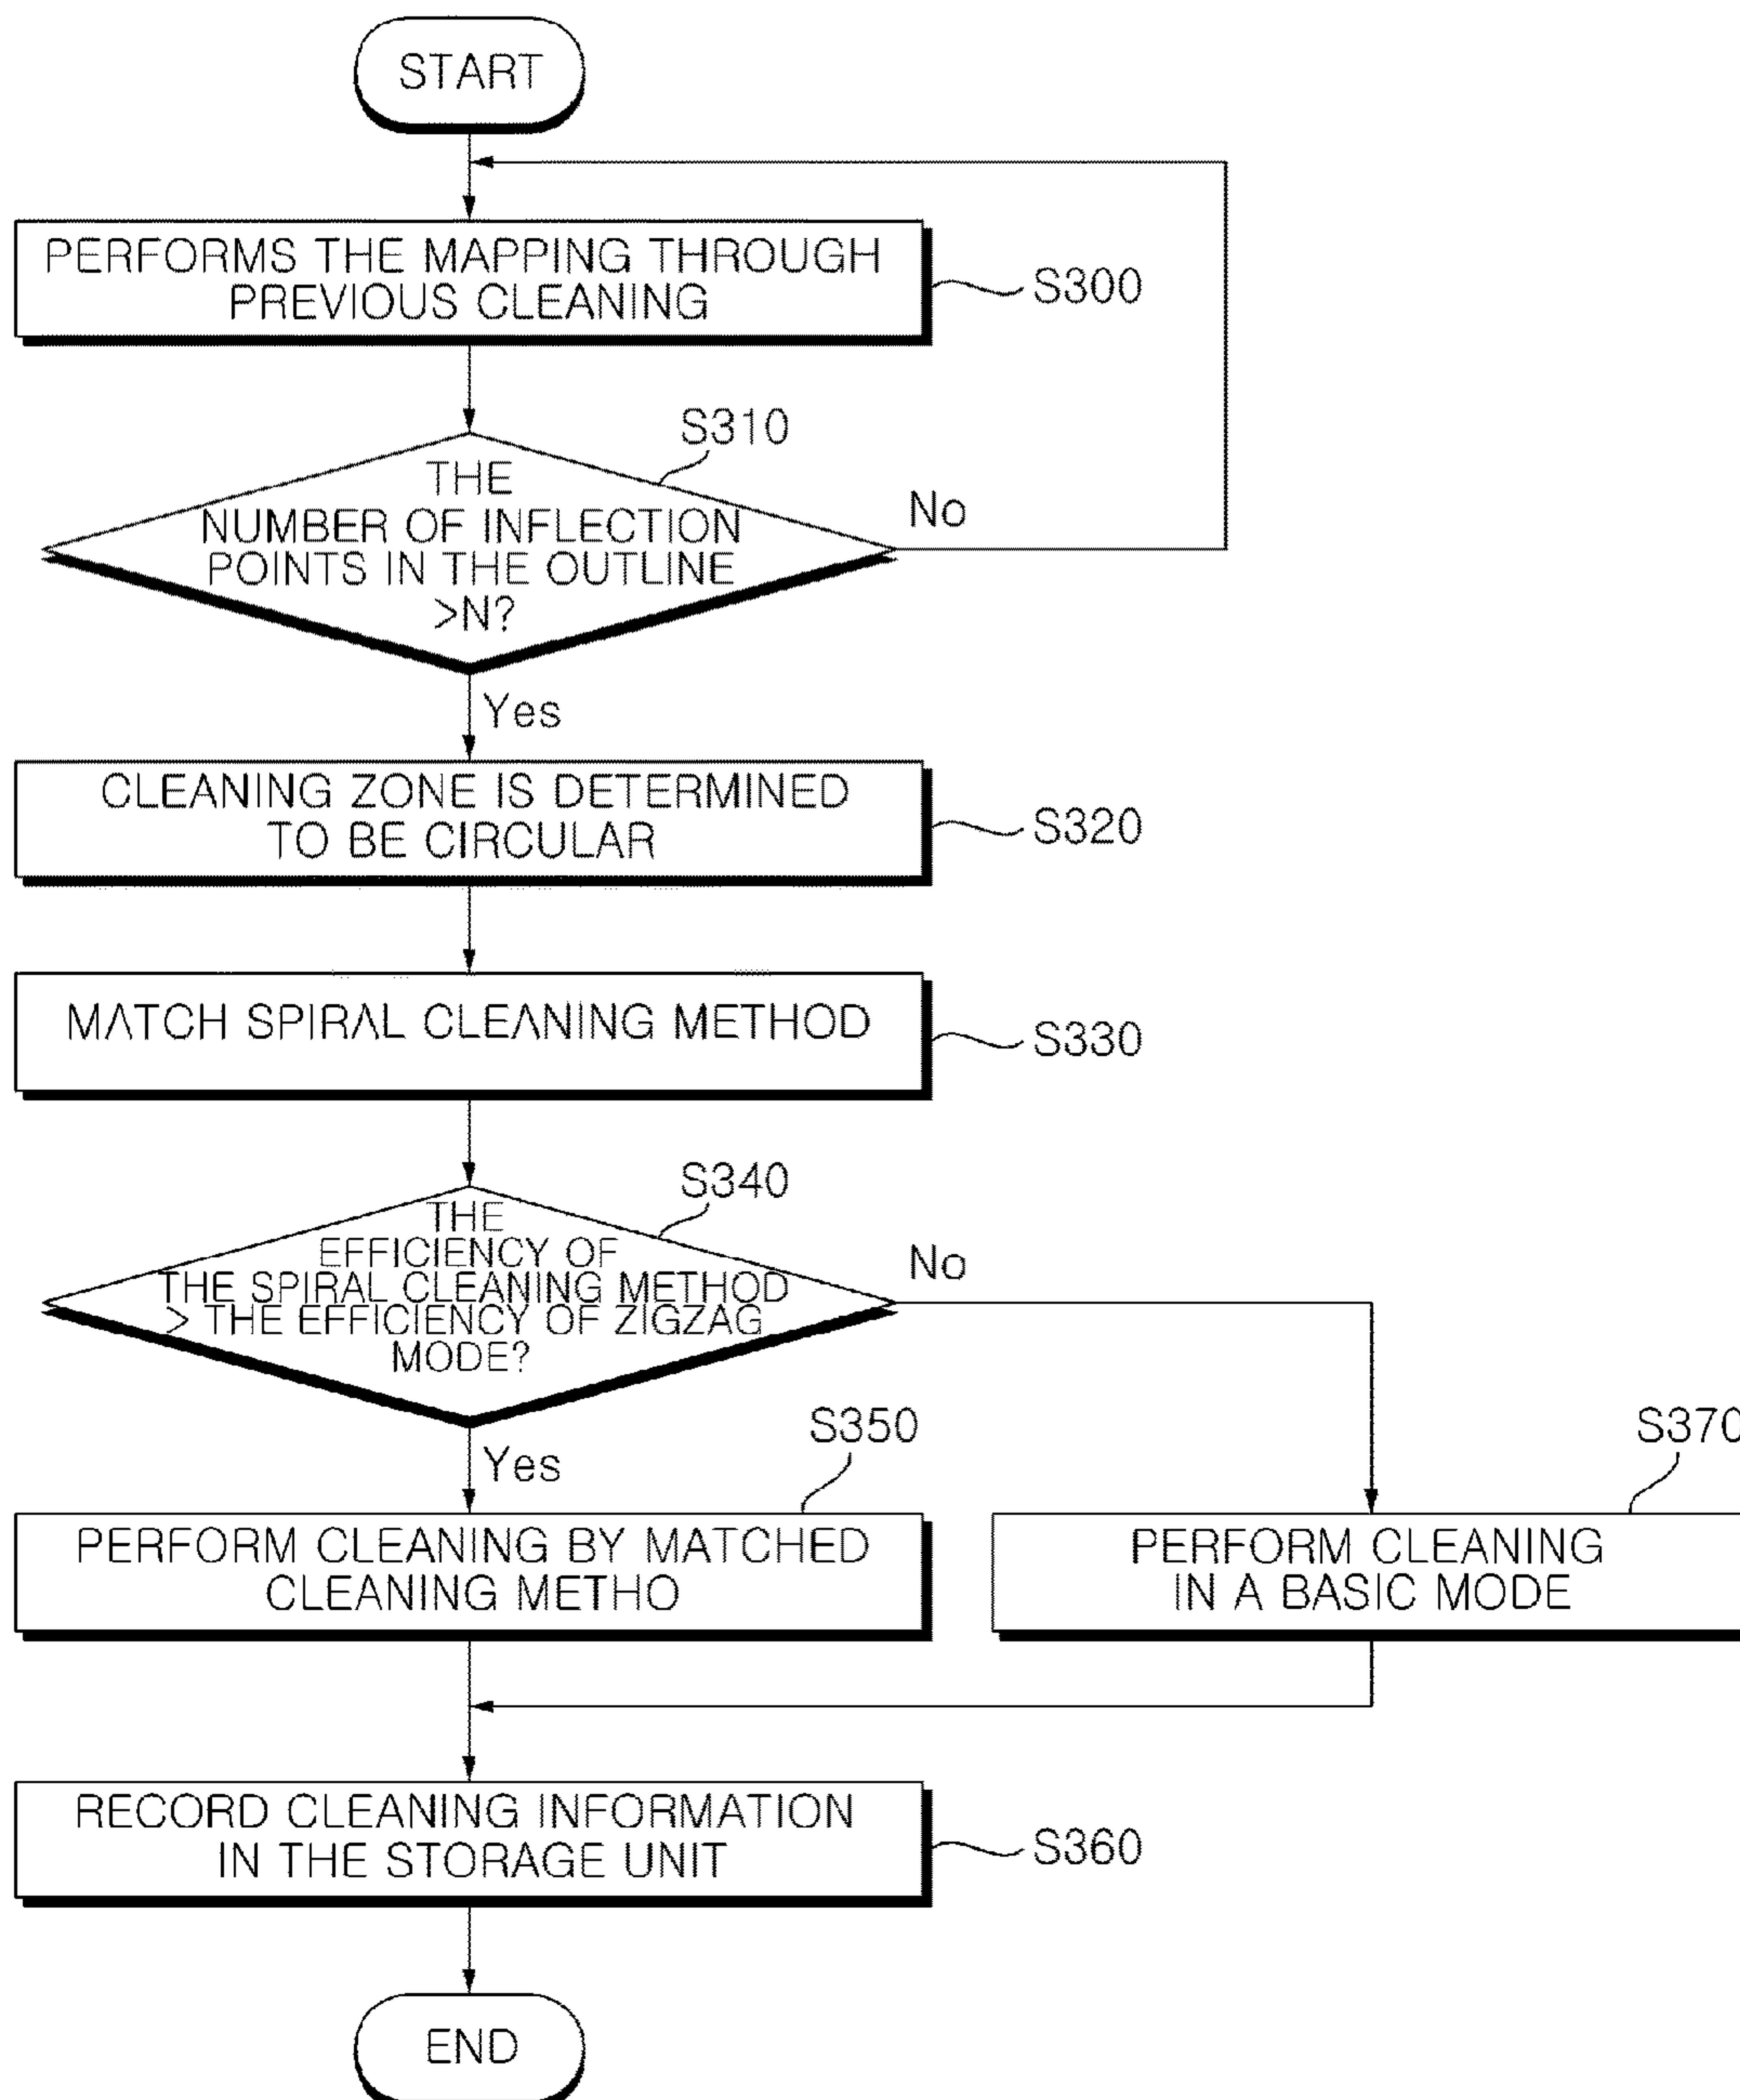 START
PERFORMS THE MAPPING THROUGH
PREVIOUS CLEANING
S300
S310
THE
NUMBER OF INFLECTION
POINTS IN THE OUTLINE
>N?
No
Yes
CLEANING ZONE IS DETERMINED
TO BE CIRCULAR
S320
MATCH SPIRAL CLEANING METHOD
S330
S340
THE
EFFICIENCY OF
THE SPIRAL CLEANING METHOD
> THE EFFICIENCY OF ZIGZAG
MODE?
No
Yes
S350
S370
PERFORM CLEANING BY MATCHED
CLEANING METHO
PERFORM CLEANING
IN A BASIC MODE
RECORD CLEANING INFORMATION
IN THE STORAGE UNIT
S360
END